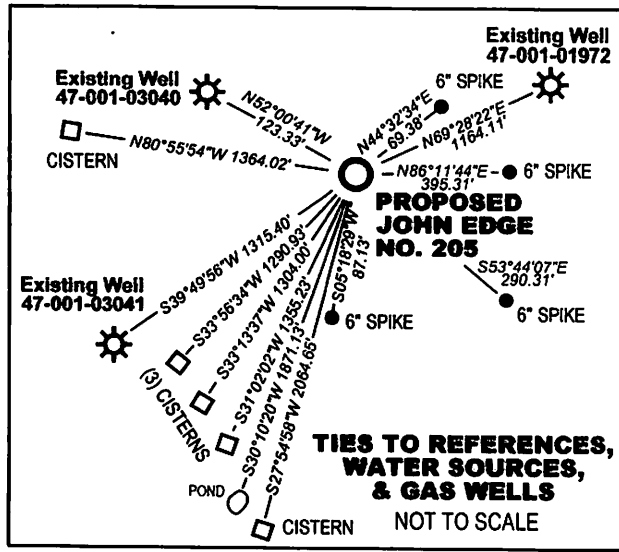 Existing Well
47-001-01972
Existing Well
47-001-03040
6" SPIKE
N52°00'41"W
123.33'
N44°32'34"E
69.38'
N69°28'22"E
1164.11'
N80°55'54"W 1364.02'
CISTERN
N86°11'44"E
395.31'
6" SPIKE
PROPOSED
JOHN EDGE
NO. 205
S53°44'07"E
290.31'
6" SPIKE
S05°18'29"W
87.13'
6" SPIKE
Existing Well
47-001-03041
S39°49'56"W 1315.40'
S33°56'34"W 1290.93'
S33°13'37"W 1304.00'
S31°02'02"W 1355.23'
S30°10'20"W 1871.13'
S27°54'58"W 2064.65'
(3) CISTERNS
POND
CISTERN
TIES TO REFERENCES,
WATER SOURCES,
& GAS WELLS
NOT TO SCALE